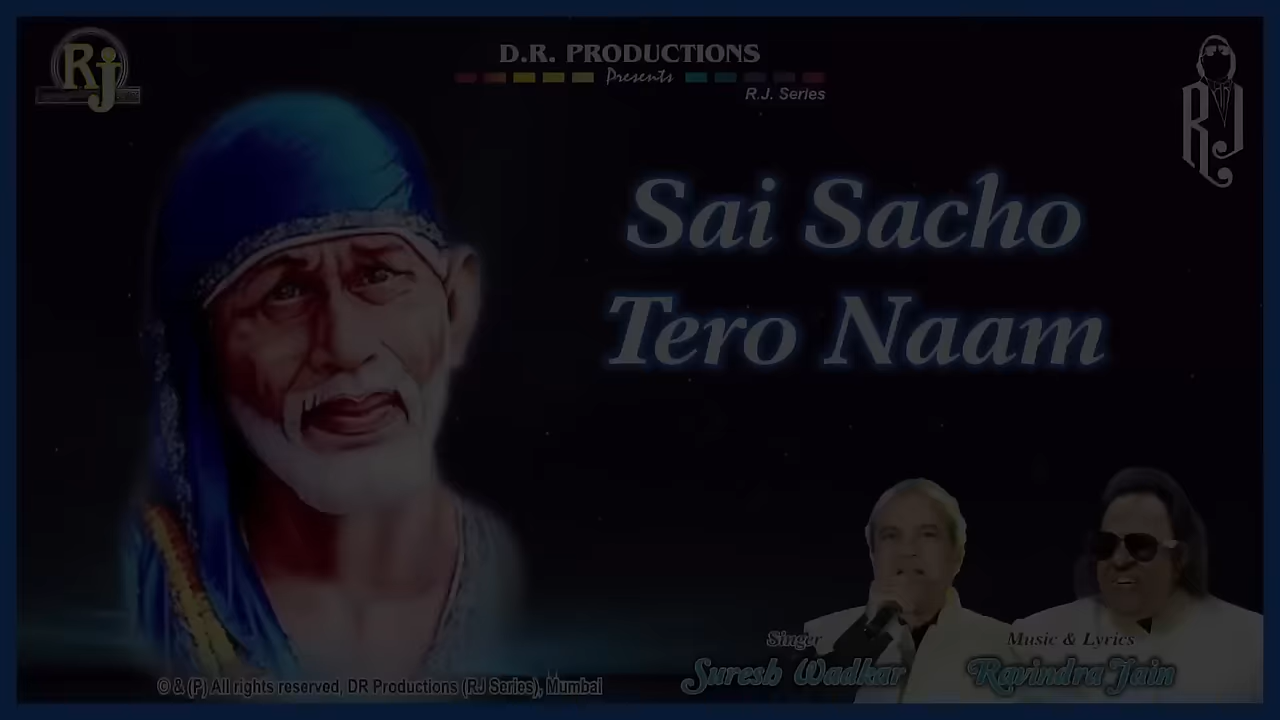 RJ
D.R. PRODUCTIONS
Presents
R.J. Series
RJ
Sai Sacho
Tero Naam
Singer
Suresh Wadkar
Music & Lyrics
Ravindra Jain
© & (P) All rights reserved, DR Productions (RJ Series), Mumbai